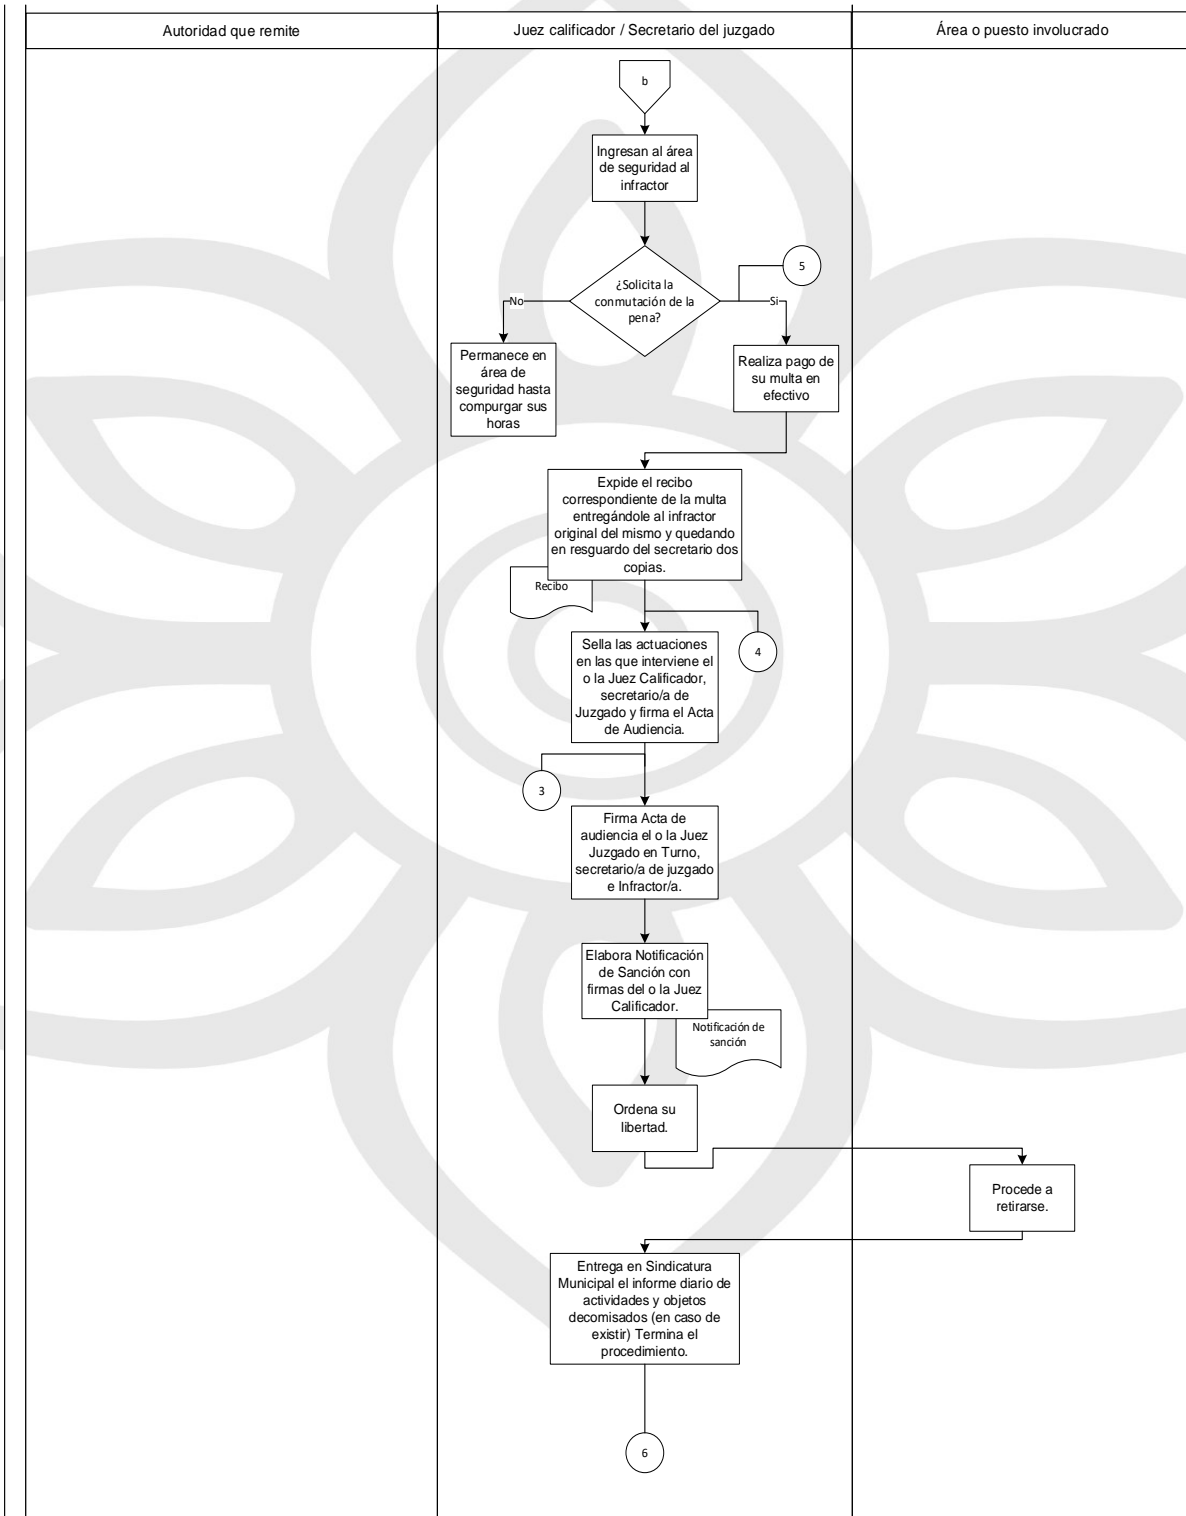 Autoridad que remite
Juez calificador / Secretario del juzgado
Área o puesto involucrado
b
Ingresan al área
de seguridad al
infractor
5
¿Solicita la
conmutación de la
pena?
No
Si
Permanece en
área de
seguridad hasta
compurgar sus
horas
Realiza pago de
su multa en
efectivo
Expide el recibo
correspondiente de la multa
entregándole al infractor
original del mismo y quedando
en resguardo del secretario dos
copias.
Recibo
4
Sella las actuaciones
en las que interviene el
o la Juez Calificador,
secretario/a de
Juzgado y firma el Acta
de Audiencia.
3
Firma Acta de
audiencia el o la Juez
Juzgado en Turno,
secretario/a de juzgado
e Infractor/a.
Elabora Notificación
de Sanción con
firmas del o la Juez
Calificador.
Notificación de
sanción
Ordena su
libertad.
Procede a
retirarse.
Entrega en Sindicatura
Municipal el informe diario de
actividades y objetos
decomisados (en caso de
existir) Termina el
procedimiento.
6